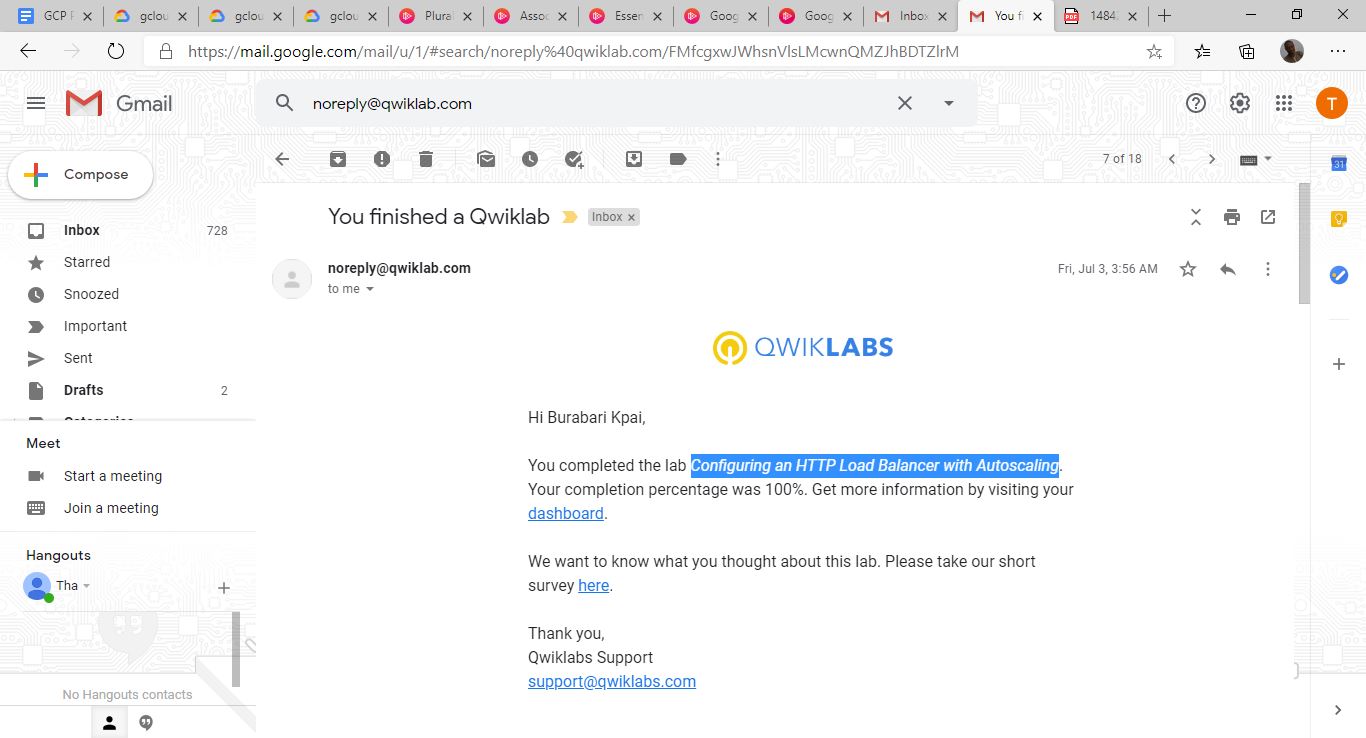 GCP F
gclou
gclou
gclou
Plural
Assoc
Essen
Goog
Goog
Inbox
You fi
1484
https://mail.google.com/mail/u/1/#search/noreply%40qwiklab.com/FMfcgxwJWhsnVlsLMcwnQMZJhBDTZlrM
Gmail
noreply@qwiklab.com
T
Compose
7 of 18
31
You finished a Qwiklab
Inbox x
Inbox 728
Starred
Snoozed
Important
Sent
Drafts 2
Categories
noreply@qwiklab.com
Fri, Jul 3, 3:56 AM
to me
QWIKLABS
Hi Burabari Kpai,
You completed the lab Configuring an HTTP Load Balancer with Autoscaling.
Your completion percentage was 100%. Get more information by visiting your
dashboard.
We want to know what you thought about this lab. Please take our short
survey here.
Thank you,
Qwiklabs Support
support@qwiklabs.com
Meet
Start a meeting
Join a meeting
Hangouts
Tha
No Hangouts contacts